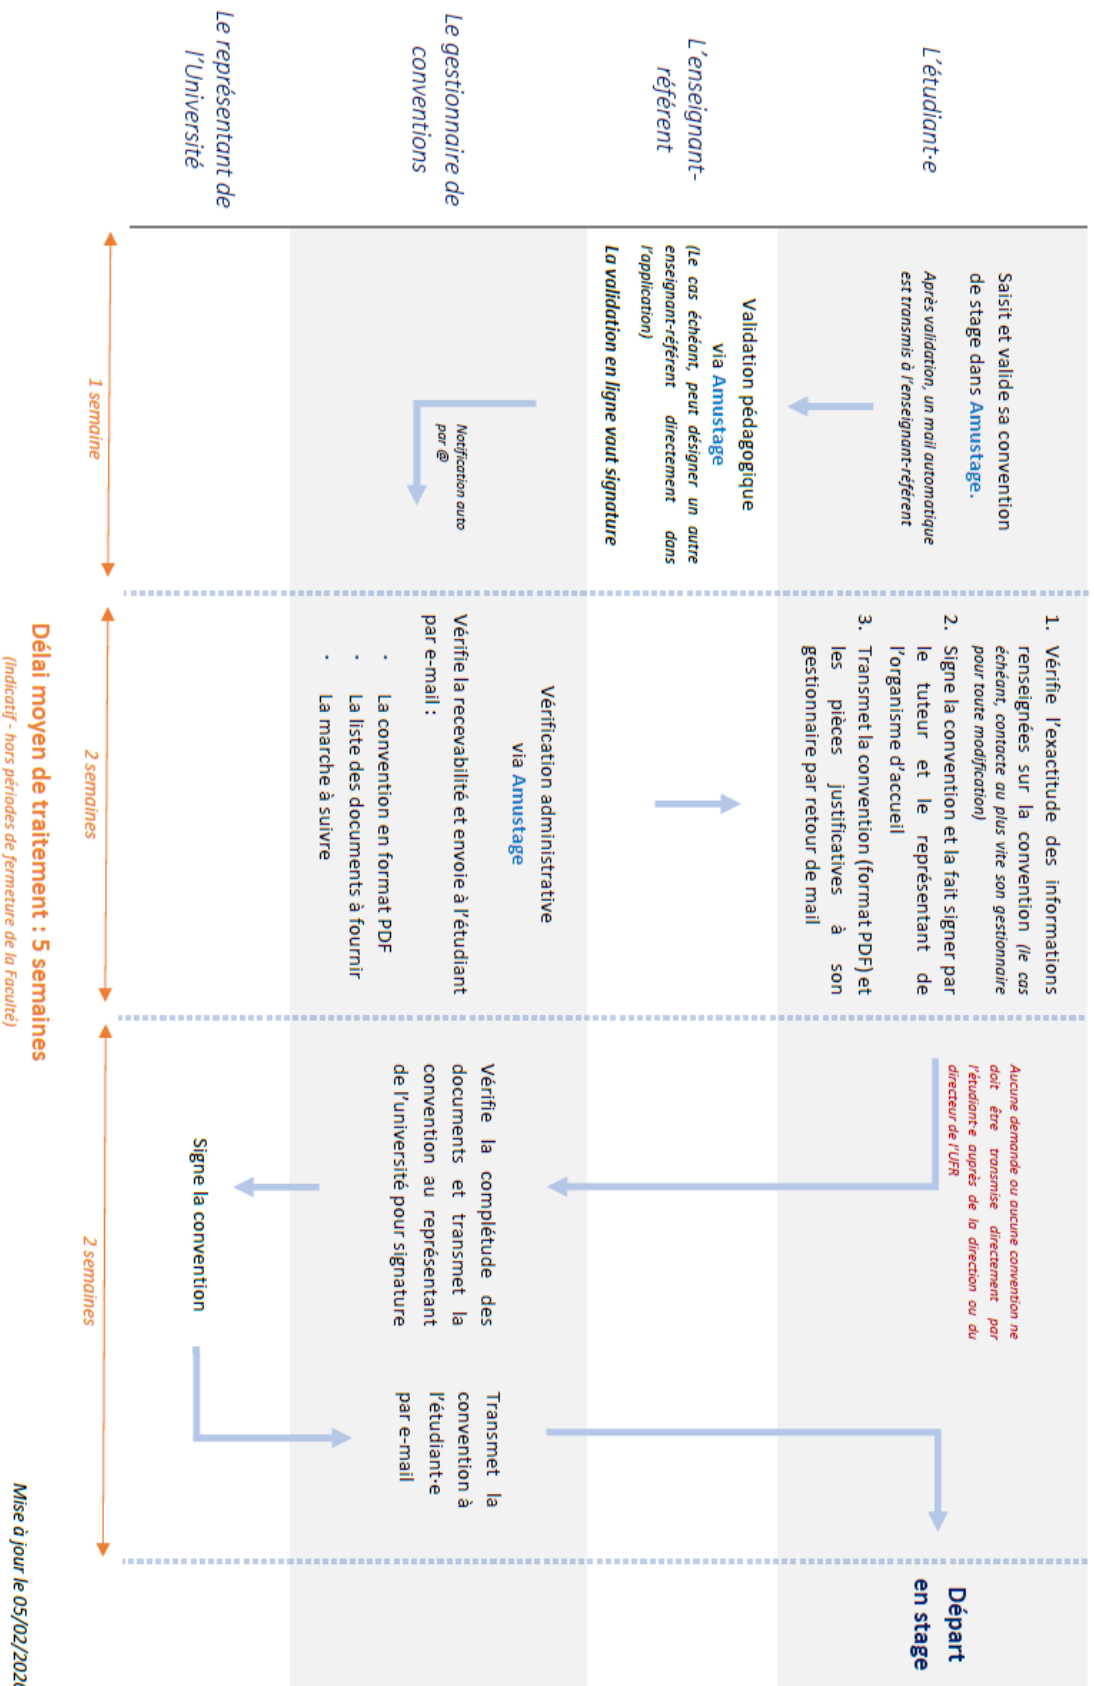 L'étudiant·e
Saisit et valide sa convention
de stage dans Amustage.
Après validation, un mail automatique
est transmis à l'enseignant-référent
1. Vérifie l'exactitude des informations
renseignées sur la convention (le cas
échéant, contacte au plus vite son gestionnaire
pour toute modification)
2. Signe la convention et la fait signer par
le tuteur et le représentant de
l'organisme d'accueil
3. Transmet la convention (format PDF) et
les pièces justificatives à son
gestionnaire par retour de mail
Aucune demande ou aucune convention ne
doit être transmise directement par
l'étudiant·e auprès de la direction ou du
directeur de l'UFR
Départ
en stage
L'enseignant-
référent
Validation pédagogique
via Amustage
(Le cas échéant, peut désigner un autre
enseignant-référent directement dans
l'application)
La validation en ligne vaut signature
Le gestionnaire de
conventions
Notification auto
par @
Vérification administrative
via Amustage
Vérifie la recevabilité et envoie à l'étudiant
par e-mail :
· La convention en format PDF
· La liste des documents à fournir
· La marche à suivre
Vérifie la complétude des
documents et transmet la
convention au représentant
de l'université pour signature
Transmet la
convention à
l'étudiant·e
par e-mail
Le représentant de
l'Université
Signe la convention
1 semaine
2 semaines
2 semaines
Délai moyen de traitement : 5 semaines
(Indicatif - hors périodes de fermeture de la Faculté)
Mise à jour le 05/02/2026